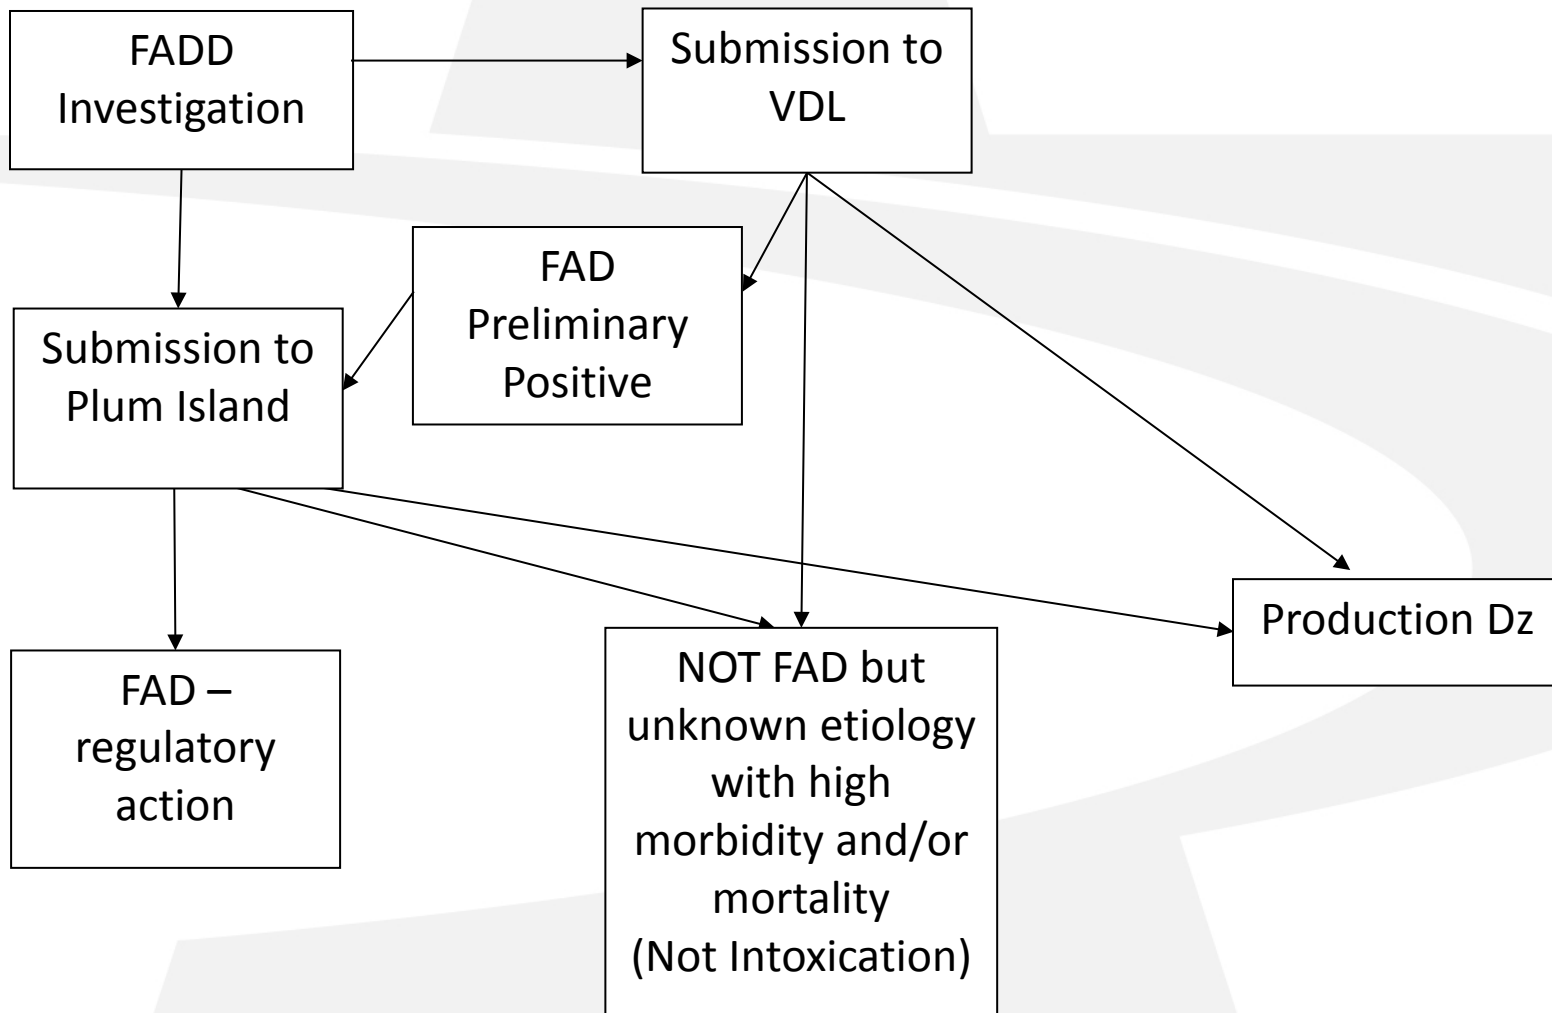 FADD
Investigation
Submission to
VDL
FAD
Preliminary
Positive
Submission to
Plum Island
Production Dz
FAD –
regulatory
action
NOT FAD but
unknown etiology
with high
morbidity and/or
mortality
(Not Intoxication)